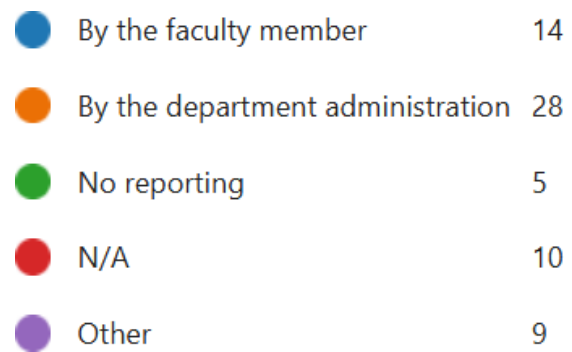 By the faculty member 14
By the department administration 28
No reporting 5
N/A 10
Other 9